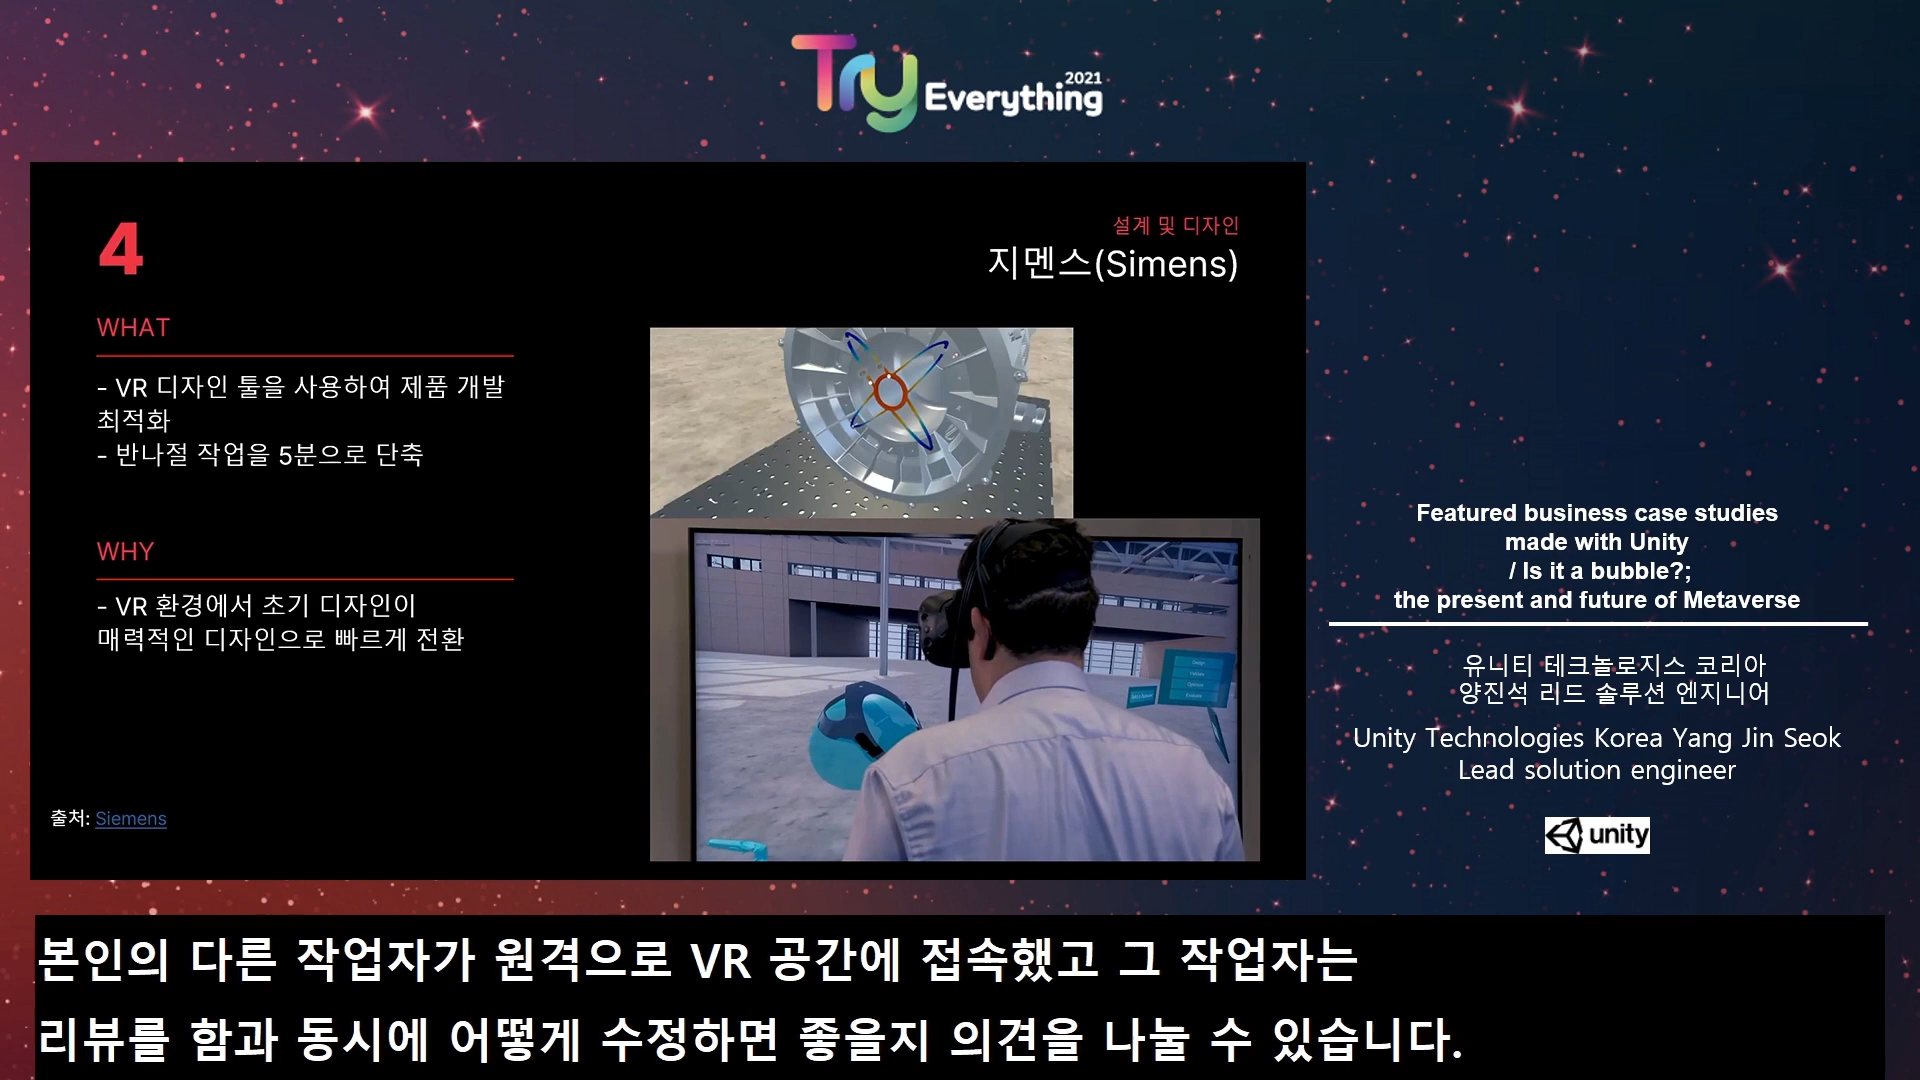 Try
2021
Everything
4
설계 및 디자인
지멘스(Simens)
WHAT
- VR 디자인 툴을 사용하여 제품 개발
최적화
- 반나절 작업을 5분으로 단축
WHY
- VR 환경에서 초기 디자인이
매력적인 디자인으로 빠르게 전환
출처: Siemens
Featured business case studies
made with Unity
/ Is it a bubble?;
the present and future of Metaverse
유니티 테크놀로지스 코리아
양진석 리드 솔루션 엔지니어
Unity Technologies Korea Yang Jin Seok
Lead solution engineer
unity
본인의 다른 작업자가 원격으로 VR 공간에 접속했고 그 작업자는
리뷰를 함과 동시에 어떻게 수정하면 좋을지 의견을 나눌 수 있습니다.